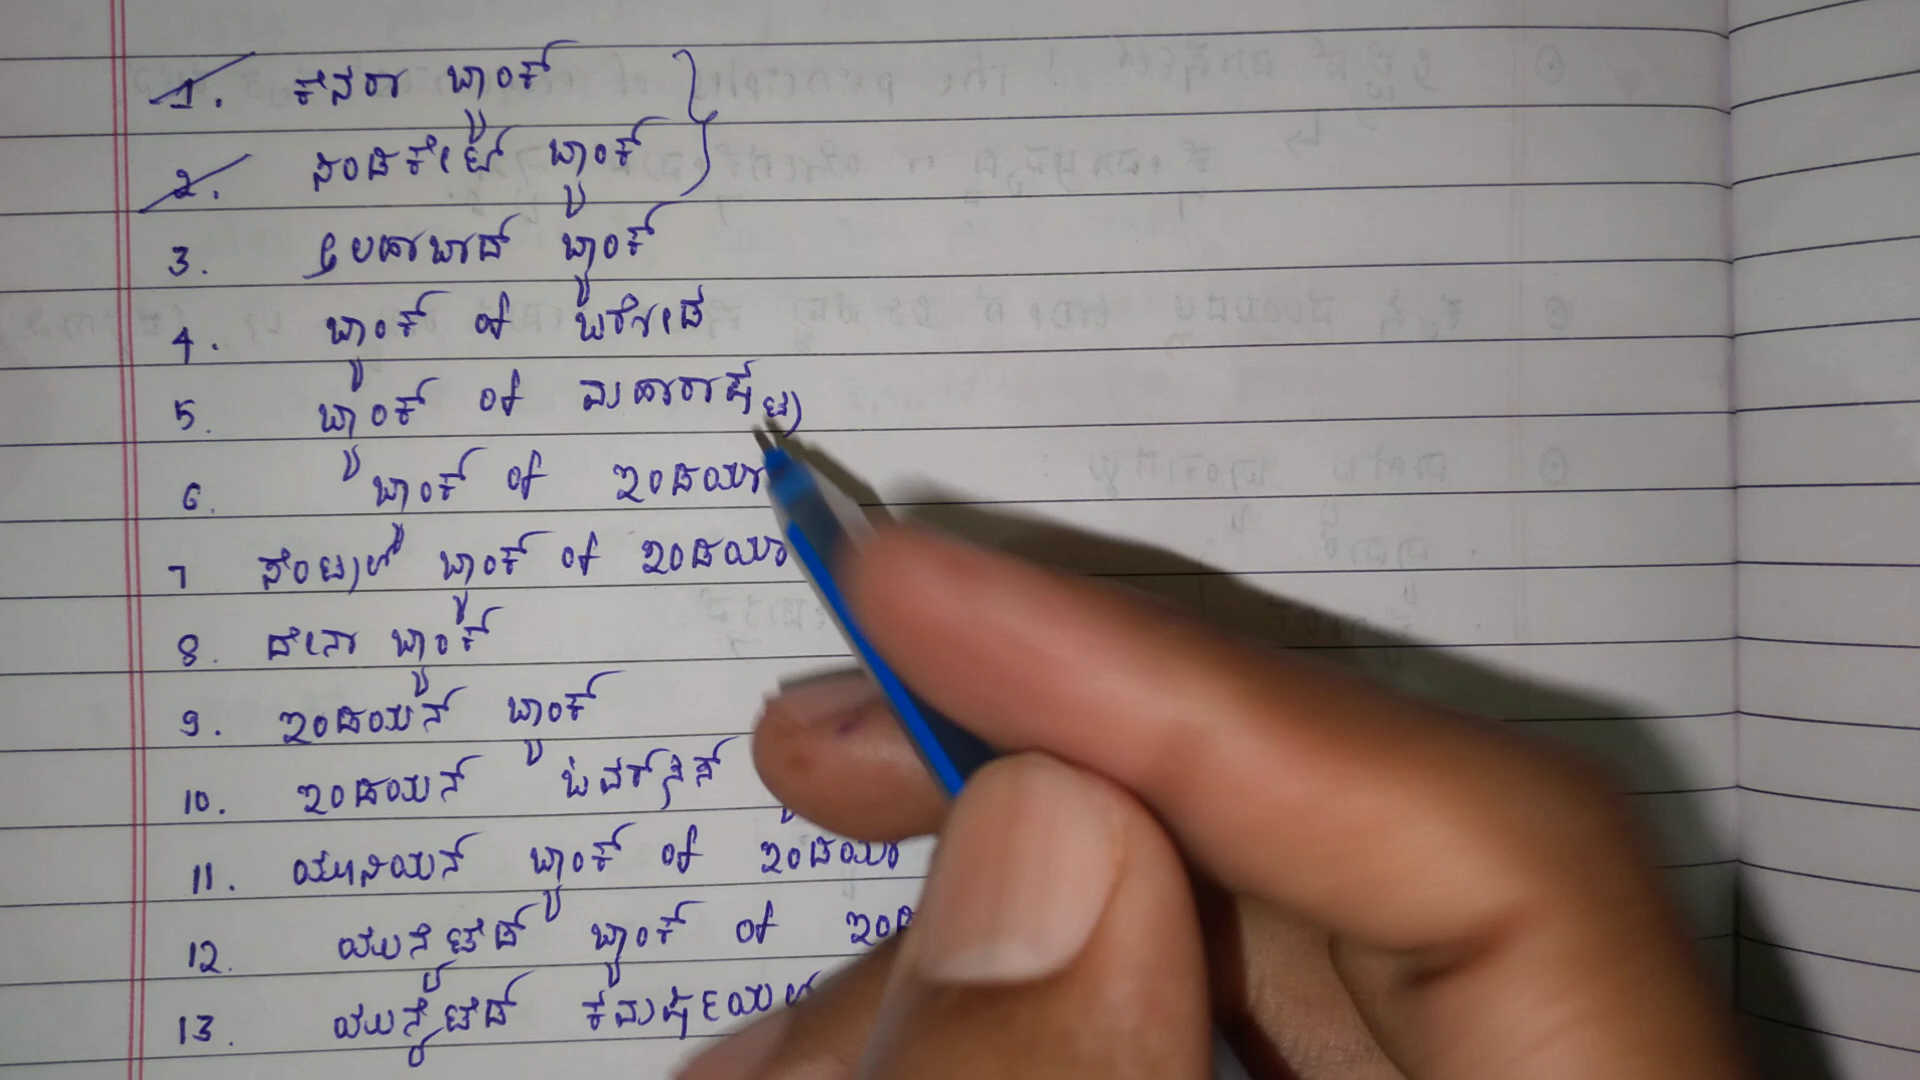 1. ಕೆನರಾ ಬ್ಯಾಂಕ್
2. ಸಿಂಡಿಕೇಟ್ ಬ್ಯಾಂಕ್
3. ಅಲಹಾಬಾದ್ ಬ್ಯಾಂಕ್
4. ಬ್ಯಾಂಕ್ of ಬರೋಡ
5. ಬ್ಯಾಂಕ್ of ಮಹಾರಾಷ್ಟ್ರ
6. ಬ್ಯಾಂಕ್ of ಇಂಡಿಯಾ
7 ಸೆಂಟ್ರಲ್ ಬ್ಯಾಂಕ್ of ಇಂಡಿಯಾ
8. ದೇನಾ ಬ್ಯಾಂಕ್
9. ಇಂಡಿಯನ್ ಬ್ಯಾಂಕ್
10. ಇಂಡಿಯನ್ ಓವರ್ಸೀಸ್
11. ಯೂನಿಯನ್ ಬ್ಯಾಂಕ್ of ಇಂಡಿಯಾ
12. ಯುನೈಟೆಡ್ ಬ್ಯಾಂಕ್ of
13. ಯುನೈಟೆಡ್